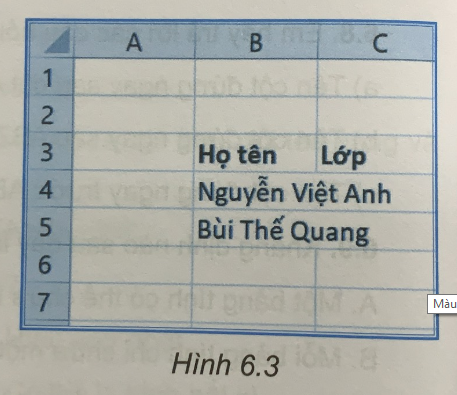 A B C
1
2
3 Họ tên Lớp
4 Nguyễn Việt Anh
5 Bùi Thế Quang
6
7
Màu
Hình 6.3